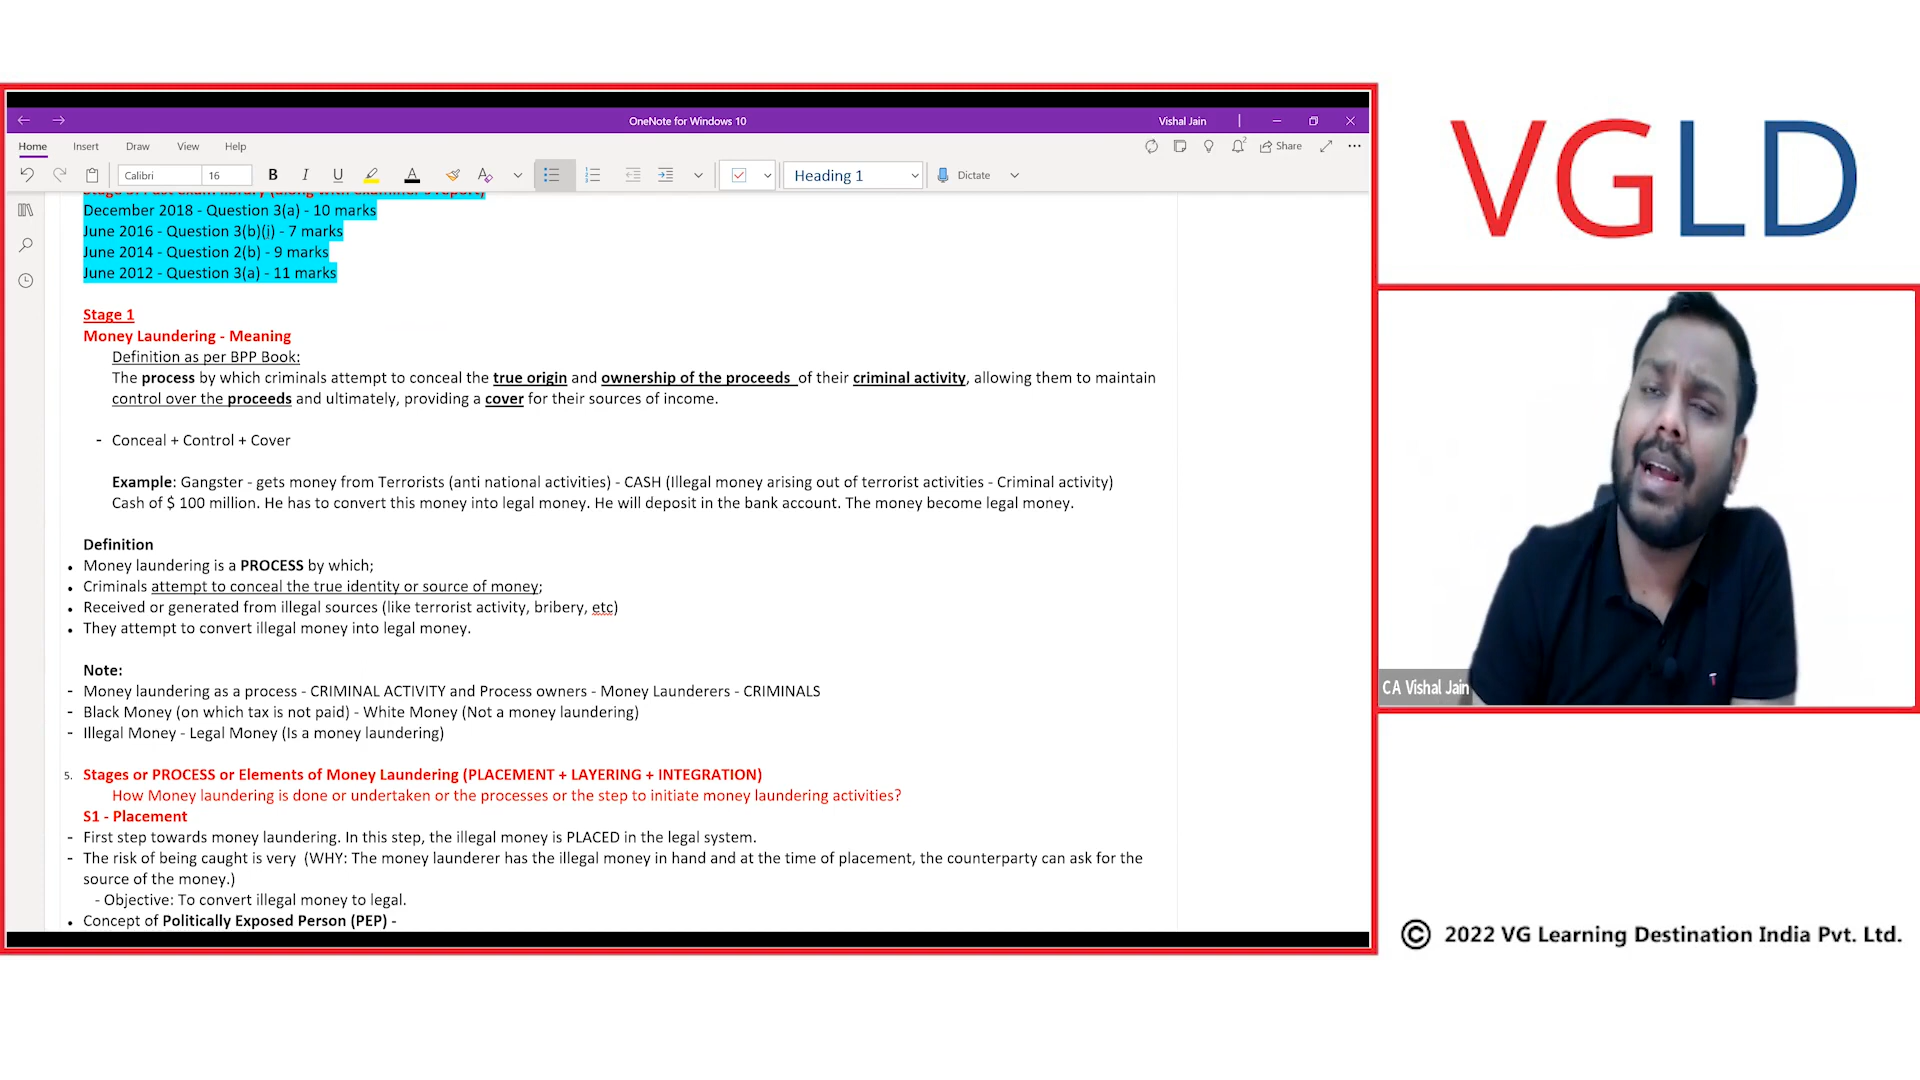 OneNote for Windows 10
Vishal Jain
Home Insert Draw View Help
Share
Calibri 16 B I U A Heading 1 Dictate
December 2018 - Question 3(a) - 10 marks
June 2016 - Question 3(b)(i) - 7 marks
June 2014 - Question 2(b) - 9 marks
June 2012 - Question 3(a) - 11 marks
Stage 1
Money Laundering - Meaning
Definition as per BPP Book:
The process by which criminals attempt to conceal the true origin and ownership of the proceeds of their criminal activity, allowing them to maintain
control over the proceeds and ultimately, providing a cover for their sources of income.
- Conceal + Control + Cover
Example: Gangster - gets money from Terrorists (anti national activities) - CASH (Illegal money arising out of terrorist activities - Criminal activity)
Cash of $ 100 million. He has to convert this money into legal money. He will deposit in the bank account. The money become legal money.
Definition
• Money laundering is a PROCESS by which;
• Criminals attempt to conceal the true identity or source of money;
• Received or generated from illegal sources (like terrorist activity, bribery, etc)
• They attempt to convert illegal money into legal money.
Note:
- Money laundering as a process - CRIMINAL ACTIVITY and Process owners - Money Launderers - CRIMINALS
- Black Money (on which tax is not paid) - White Money (Not a money laundering)
- Illegal Money - Legal Money (Is a money laundering)
5. Stages or PROCESS or Elements of Money Laundering (PLACEMENT + LAYERING + INTEGRATION)
How Money laundering is done or undertaken or the processes or the step to initiate money laundering activities?
S1 - Placement
- First step towards money laundering. In this step, the illegal money is PLACED in the legal system.
- The risk of being caught is very (WHY: The money launderer has the illegal money in hand and at the time of placement, the counterparty can ask for the
source of the money.)
- Objective: To convert illegal money to legal.
• Concept of Politically Exposed Person (PEP) -
VGLD
CA Vishal Jain
© 2022 VG Learning Destination India Pvt. Ltd.